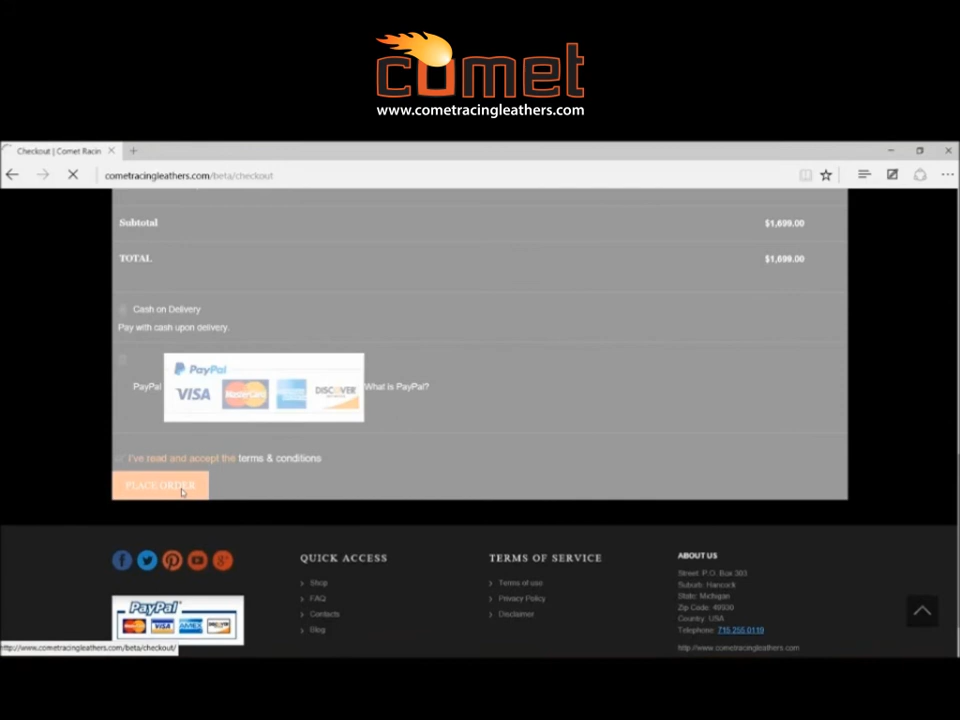 comet
www.cometracingleathers.com
Checkout | Comet Racin
cometracingleathers.com/beta/checkout
Subtotal $1,699.00
TOTAL $1,699.00
Cash on Delivery
Pay with cash upon delivery.
PayPal
VISA MasterCard DISCOVER
PayPal What is PayPal?
I've read and accept the terms & conditions
PLACE ORDER
QUICK ACCESS
Shop
FAQ
Contacts
Blog
TERMS OF SERVICE
Terms of use
Privacy Policy
Disclaimer
ABOUT US
Street: P.O. Box 393
Suburb: Hancock
State: Michigan
Zip Code: 49930
Country: USA
Telephone: 715 255 0119
http://www.cometracingleathers.com
PayPal
VISA
http://www.cometracingleathers.com/beta/checkout/